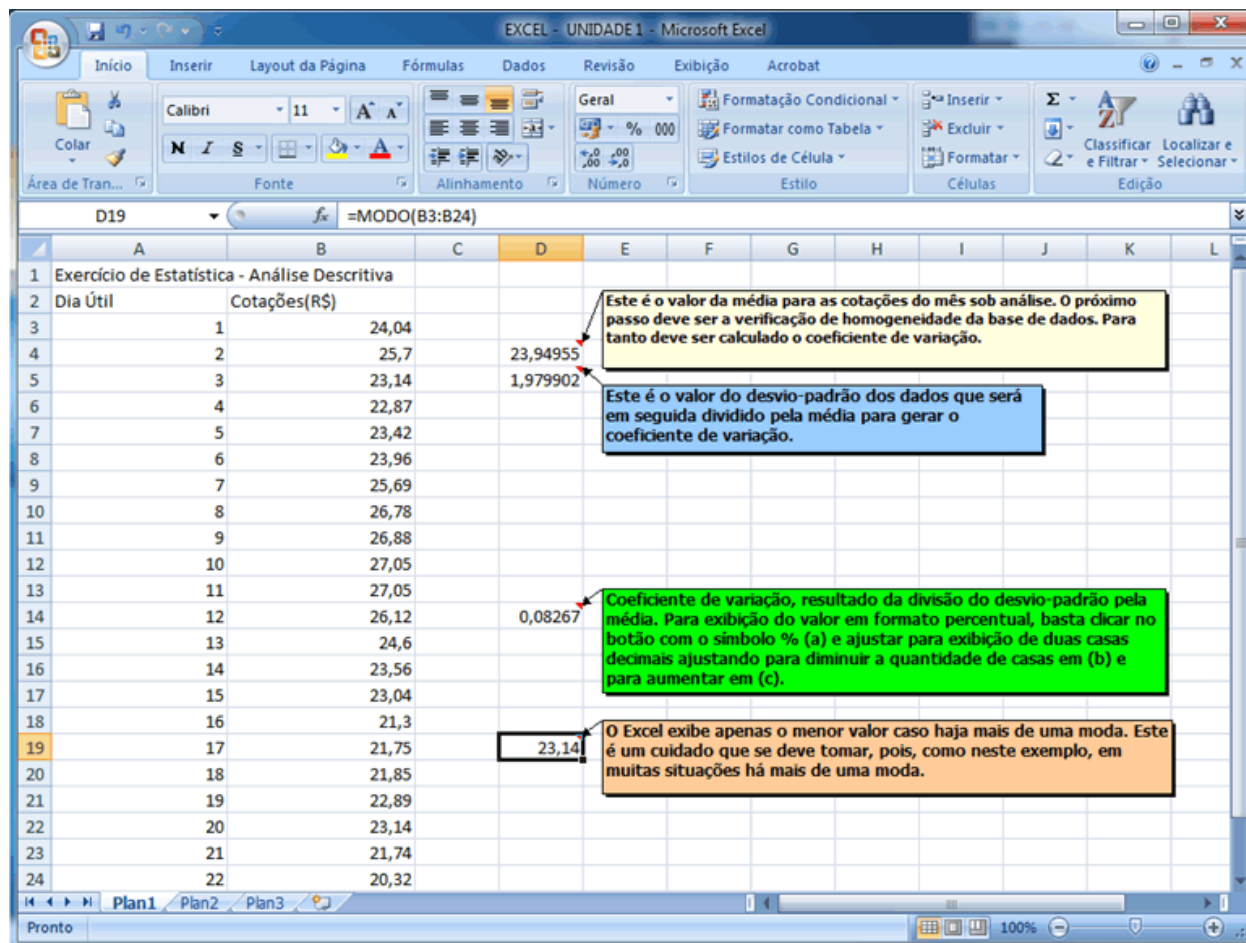 EXCEL - UNIDADE 1 - Microsoft Excel
Início Inserir Layout da Página Fórmulas Dados Revisão Exibição Acrobat
Colar
Calibri 11 A A
N I S A
Geral
% 000
,00 ,0
Formatação Condicional
Formatar como Tabela
Estilos de Célula
Inserir
Excluir
Formatar
Σ
Classificar e Filtrar
Localizar e Selecionar
Área de Tran... Fonte Alinhamento Número Estilo Células Edição
D19 fx =MODO(B3:B24)
A B C D E F G H I J K L
1 Exercício de Estatística - Análise Descritiva
2 Dia Útil Cotações(R$)
3 1 24,04
4 2 25,7 23,94955
5 3 23,14 1,979902
6 4 22,87
7 5 23,42
8 6 23,96
9 7 25,69
10 8 26,78
11 9 26,88
12 10 27,05
13 11 27,05
14 12 26,12 0,08267
15 13 24,6
16 14 23,56
17 15 23,04
18 16 21,3
19 17 21,75 23,14
20 18 21,85
21 19 22,89
22 20 23,14
23 21 21,74
24 22 20,32
Este é o valor da média para as cotações do mês sob análise. O próximo
passo deve ser a verificação de homogeneidade da base de dados. Para
tanto deve ser calculado o coeficiente de variação.
Este é o valor do desvio-padrão dos dados que será
em seguida dividido pela média para gerar o
coeficiente de variação.
Coeficiente de variação, resultado da divisão do desvio-padrão pela
média. Para exibição do valor em formato percentual, basta clicar no
botão com o símbolo % (a) e ajustar para exibição de duas casas
decimais ajustando para diminuir a quantidade de casas em (b) e
para aumentar em (c).
O Excel exibe apenas o menor valor caso haja mais de uma moda. Este
é um cuidado que se deve tomar, pois, como neste exemplo, em
muitas situações há mais de uma moda.
Plan1 Plan2 Plan3
Pronto 100%